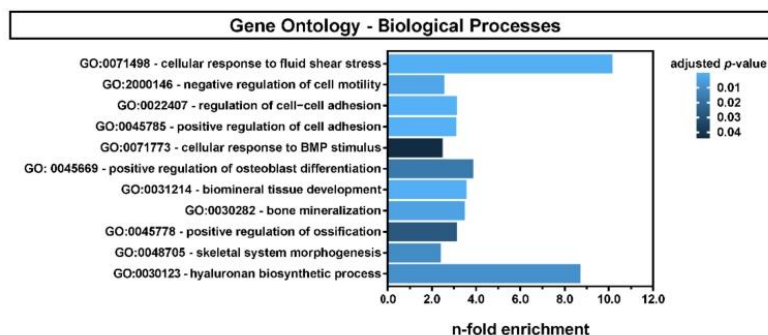 Gene Ontology - Biological Processes
GO:0071498 - cellular response to fluid shear stress
GO:2000146 - negative regulation of cell motility
GO:0022407 - regulation of cell−cell adhesion
GO:0045785 - positive regulation of cell adhesion
GO:0071773 - cellular response to BMP stimulus
GO: 0045669 - positive regulation of osteoblast differentiation
GO:0031214 - biomineral tissue development
GO:0030282 - bone mineralization
GO:0045778 - positive regulation of ossification
GO:0048705 - skeletal system morphogenesis
GO:0030123 - hyaluronan biosynthetic process
0.0 2.0 4.0 6.0 8.0 10.0 12.0
n-fold enrichment
adjusted p-value
0.01
0.02
0.03
0.04